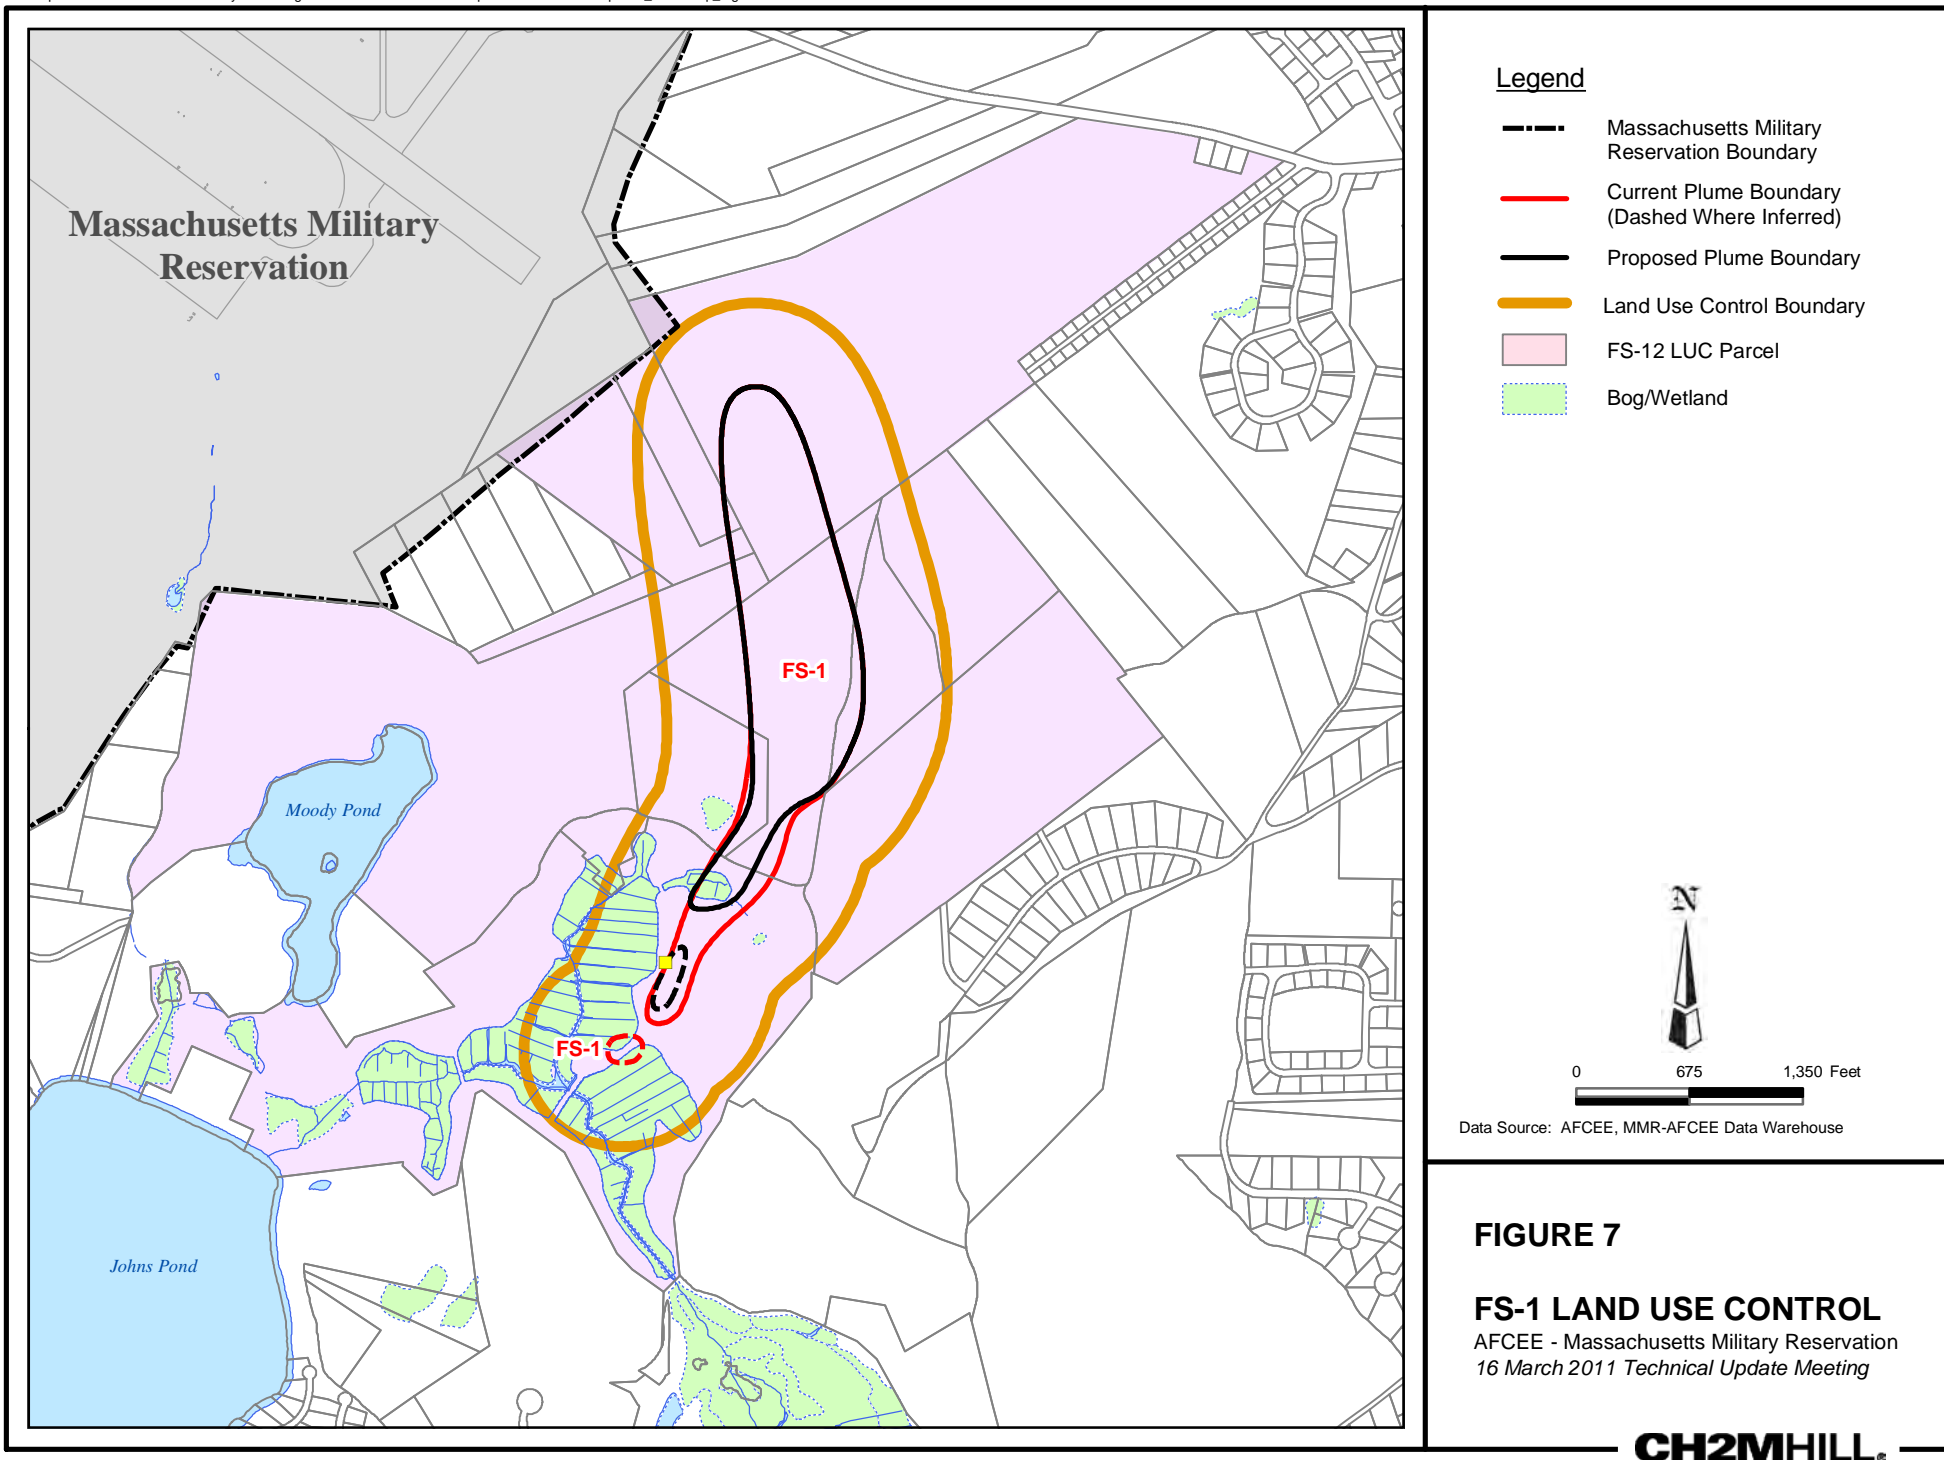 Massachusetts Military
Reservation
FS-1
Moody Pond
FS-1
Johns Pond
Legend
Massachusetts Military
Reservation Boundary
Current Plume Boundary
(Dashed Where Inferred)
Proposed Plume Boundary
Land Use Control Boundary
FS-12 LUC Parcel
Bog/Wetland
N
0 675 1,350 Feet
Data Source: AFCEE, MMR-AFCEE Data Warehouse
FIGURE 7
FS-1 LAND USE CONTROL
AFCEE - Massachusetts Military Reservation
16 March 2011 Technical Update Meeting
CH2MHILL®